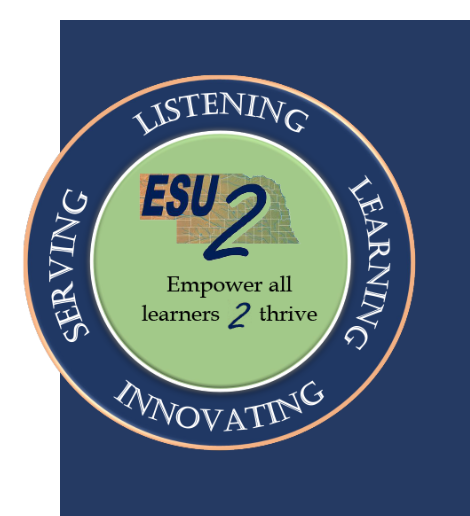 LISTENING
LEARNING
SERVING
INNOVATING
ESU 2
Empower all
learners 2 thrive